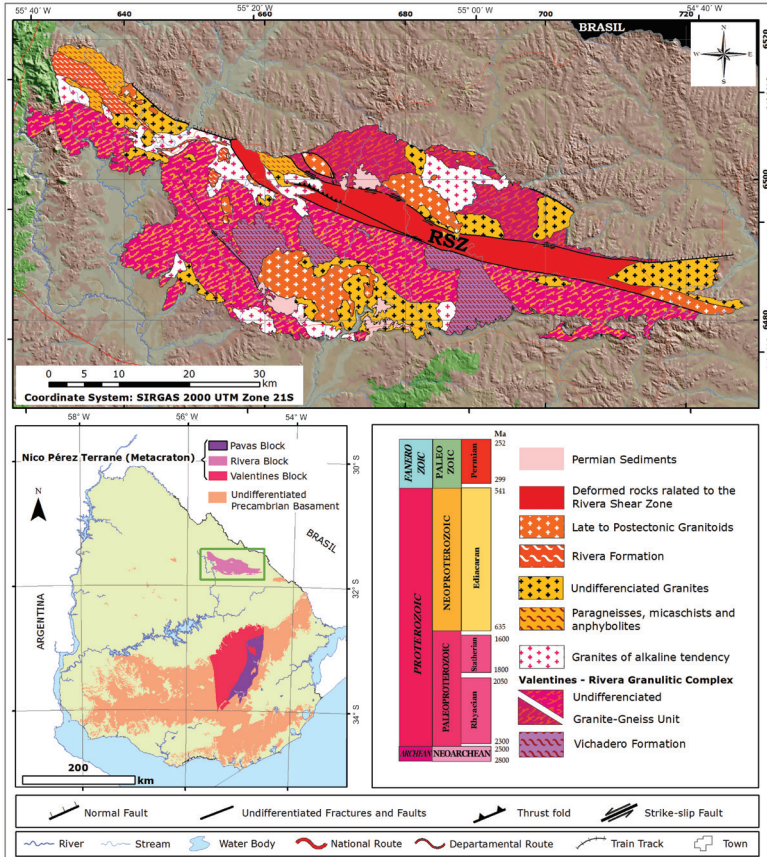 55° 40' W
640
55° 20' W
660
680
55° 00' W
700
55° 40' W
720
BRASIL
N
W
E
S
6520
6500
6480
RSZ
0 5 10 20 30
km
Coordinate System: SIRGAS 2000 UTM Zone 21S
58° W
56° W
54° W
Nico Pérez Terrane (Metacraton)
Pavas Block
Rivera Block
Valentines Block
Undifferentiated
Precambrian Basament
N
BRASIL
ARGENTINA
30° S
32° S
34° S
200
km
FANERO
ZOIC
PALEO
ZOIC
Permian
PROTEROZOIC
NEOPROTEROZOIC
Ediacaran
PALEOPROTEROZOIC
Statherian
Rhyacian
ARCHEAN
NEOARCHEAN
Ma
252
299
541
635
1600
1800
2050
2300
2500
2800
Permian Sediments
Deformed rocks ralated to the
Rivera Shear Zone
Late to Postectonic Granitoids
Rivera Formation
Undifferenciated Granites
Paragneisses, micaschists and
anphybolites
Granites of alkaline tendency
Valentines - Rivera Granulitic Complex
Undifferenciated
Granite-Gneiss Unit
Vichadero Formation
Normal Fault
Undifferentiated Fractures and Faults
Thrust fold
Strike-slip Fault
River
Stream
Water Body
National Route
Departamental Route
Train Track
Town